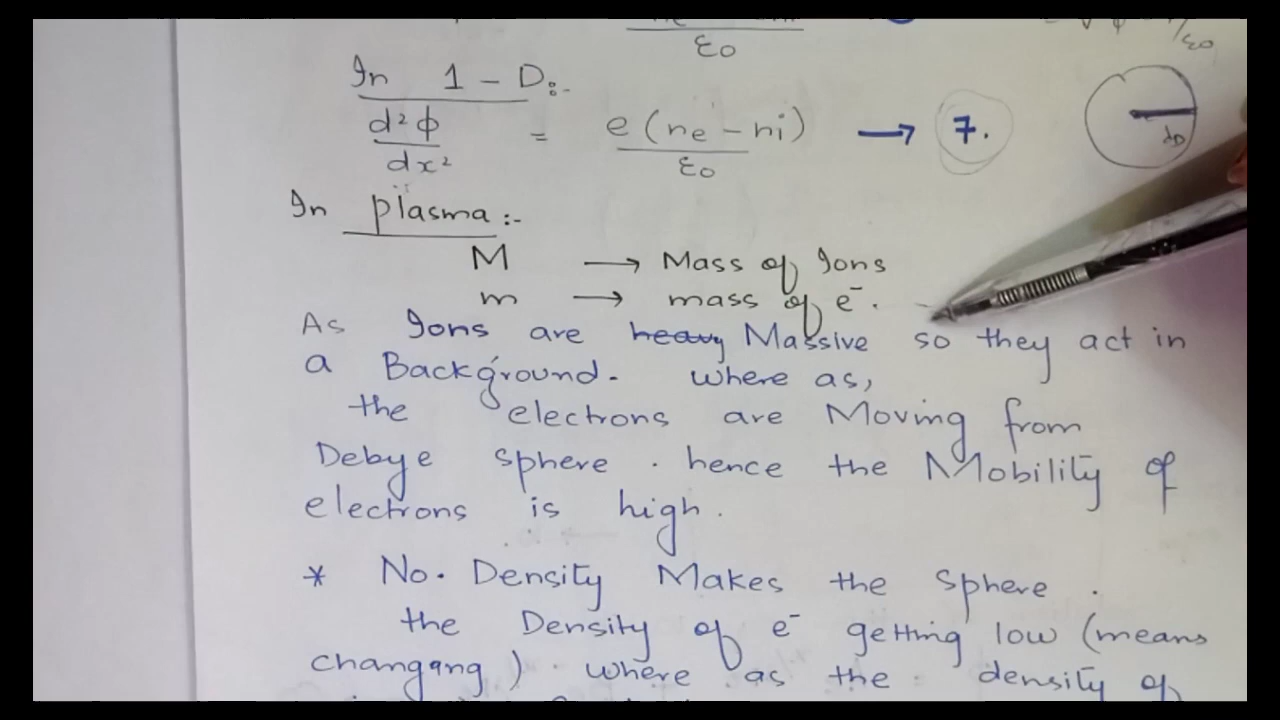 ε0
In 1-D:-
d²ϕ/dx² = e(ne - ni)/ε0 → 7.
λD
In plasma:-
M → Mass of Ions
m → mass of e⁻.
As Ions are heavy Massive so they act in
a Background. where as,
the electrons are Moving from
Debye sphere. hence the Mobility of
electrons is high.
* No. Density Makes the sphere.
the Density of e⁻ getting low (means
changang). where as the density of